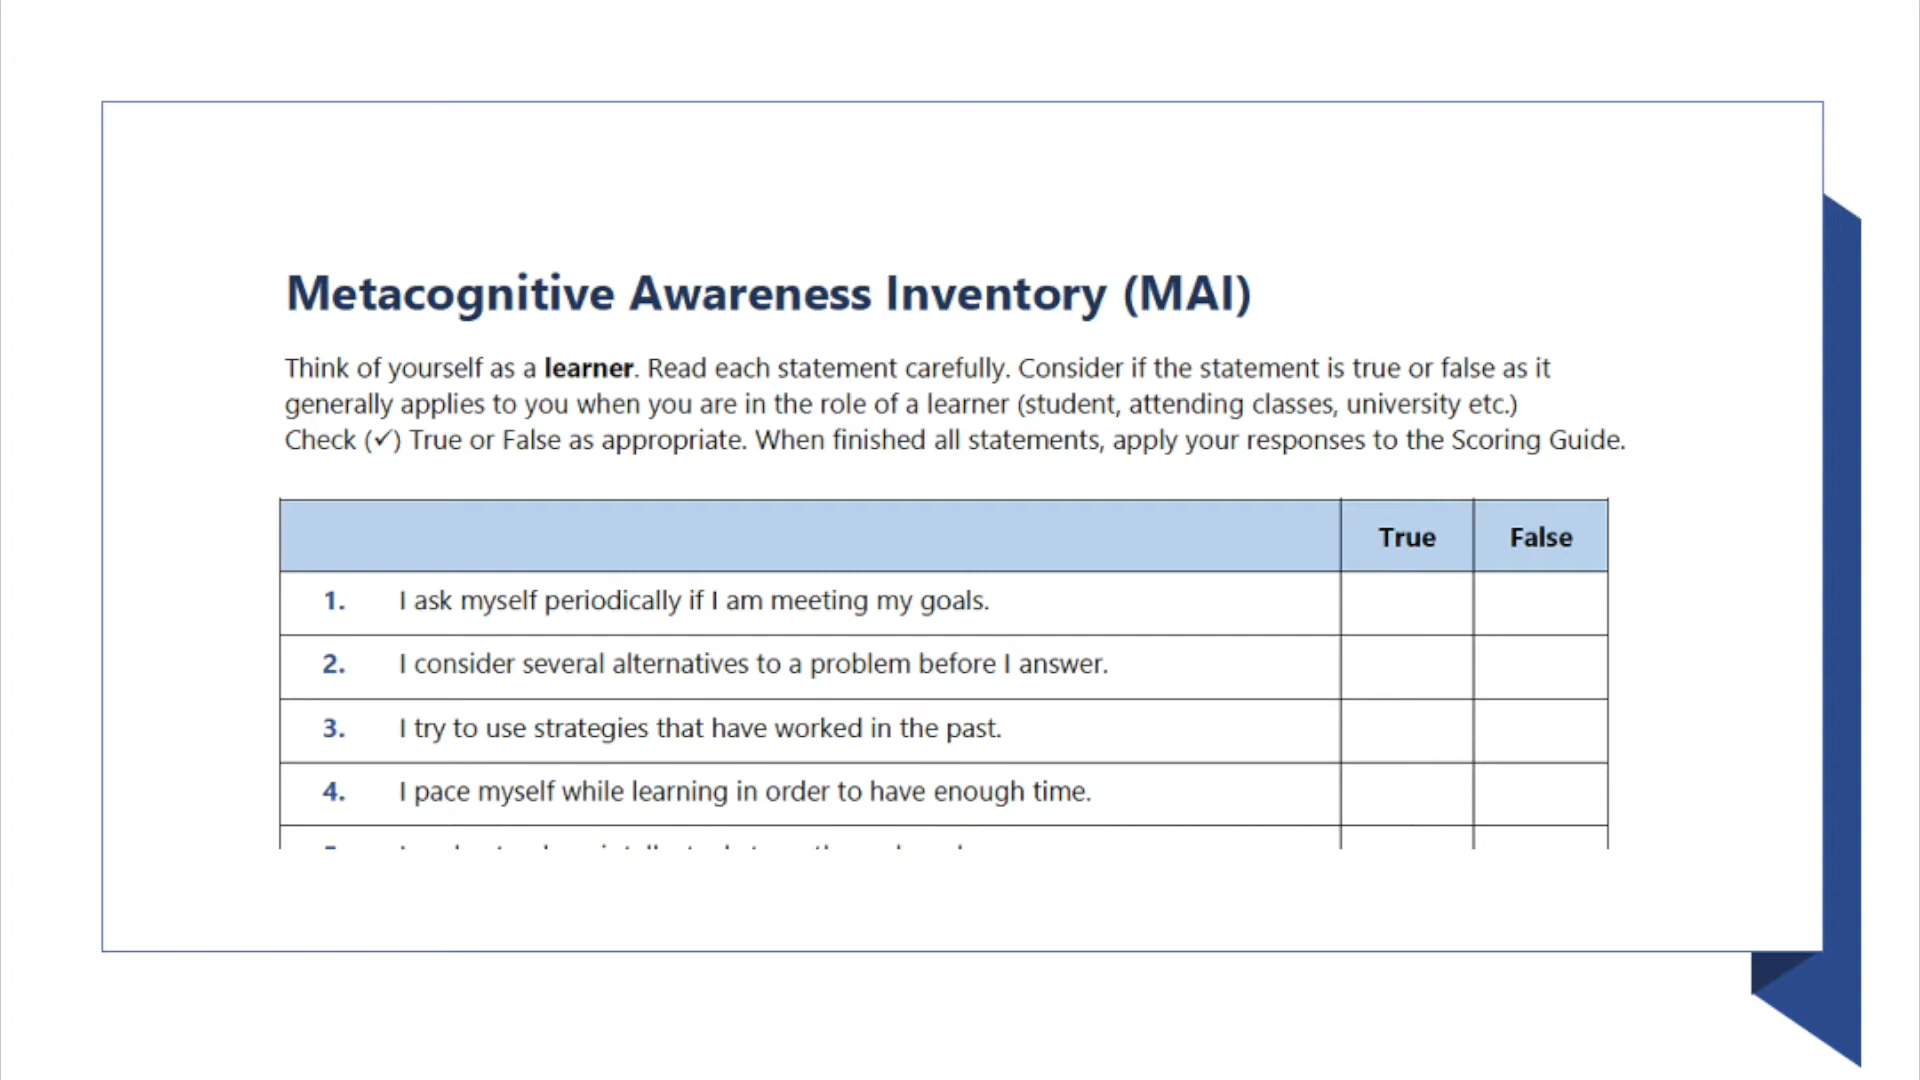 Metacognitive Awareness Inventory (MAI)
Think of yourself as a learner. Read each statement carefully. Consider if the statement is true or false as it
generally applies to you when you are in the role of a learner (student, attending classes, university etc.)
Check (✓) True or False as appropriate. When finished all statements, apply your responses to the Scoring Guide.
True False
1. I ask myself periodically if I am meeting my goals.
2. I consider several alternatives to a problem before I answer.
3. I try to use strategies that have worked in the past.
4. I pace myself while learning in order to have enough time.